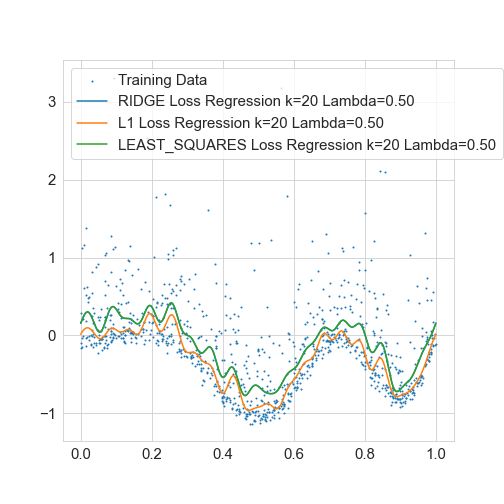 Training Data
RIDGE Loss Regression k=20 Lambda=0.50
L1 Loss Regression k=20 Lambda=0.50
LEAST_SQUARES Loss Regression k=20 Lambda=0.50
3
2
1
0
−1
0.0 0.2 0.4 0.6 0.8 1.0